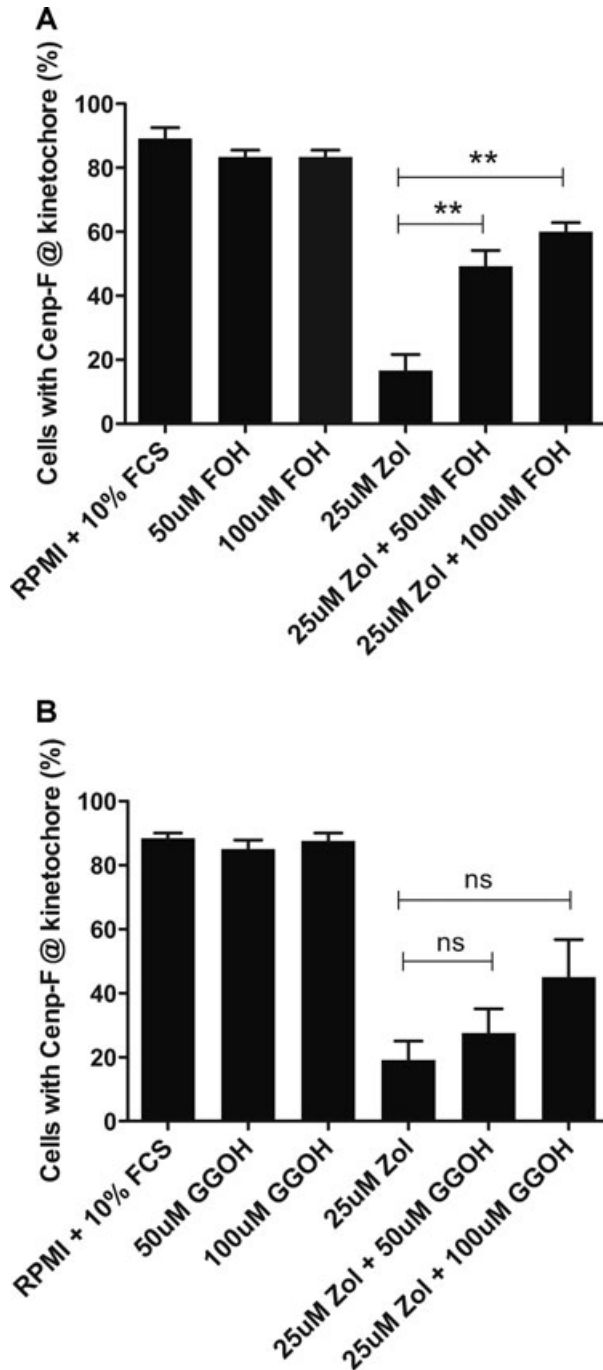 A
Cells with Cenp-F @ kinetochore (%)
100
80
60
40
20
0
**
**
RPMI + 10% FCS
50uM FOH
100uM FOH
25uM Zol
25uM Zol + 50uM FOH
25uM Zol + 100uM FOH
B
Cells with Cenp-F @ kinetochore (%)
100
80
60
40
20
0
ns
ns
RPMI + 10% FCS
50uM GGOH
100uM GGOH
25uM Zol
25uM Zol + 50uM GGOH
25uM Zol + 100uM GGOH